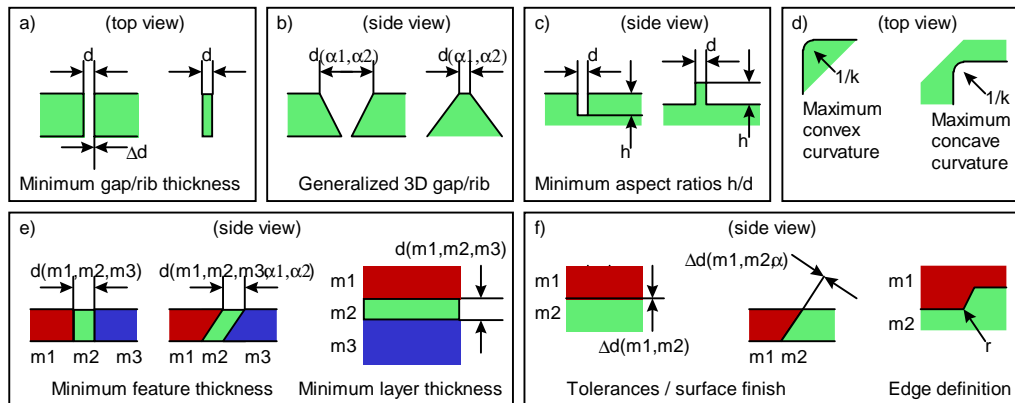 a) (top view)
d d
Δd
Minimum gap/rib thickness
b) (side view)
d(α1,α2) d(α1,α2)
Generalized 3D gap/rib
c) (side view)
d d
h h
Minimum aspect ratios h/d
d) (top view)
1/k
Maximum
convex
curvature
1/k
Maximum
concave
curvature
e) (side view)
d(m1,m2,m3) d(m1,m2,m3,α1,α2)
m1 m2 m3 m1 m2 m3
Minimum feature thickness
d(m1,m2,m3)
m1
m2
m3
Minimum layer thickness
f) (side view)
m1
m2
Δd(m1,m2)
Δd(m1,m2,α)
m1 m2
Tolerances / surface finish
m1
m2
r
Edge definition